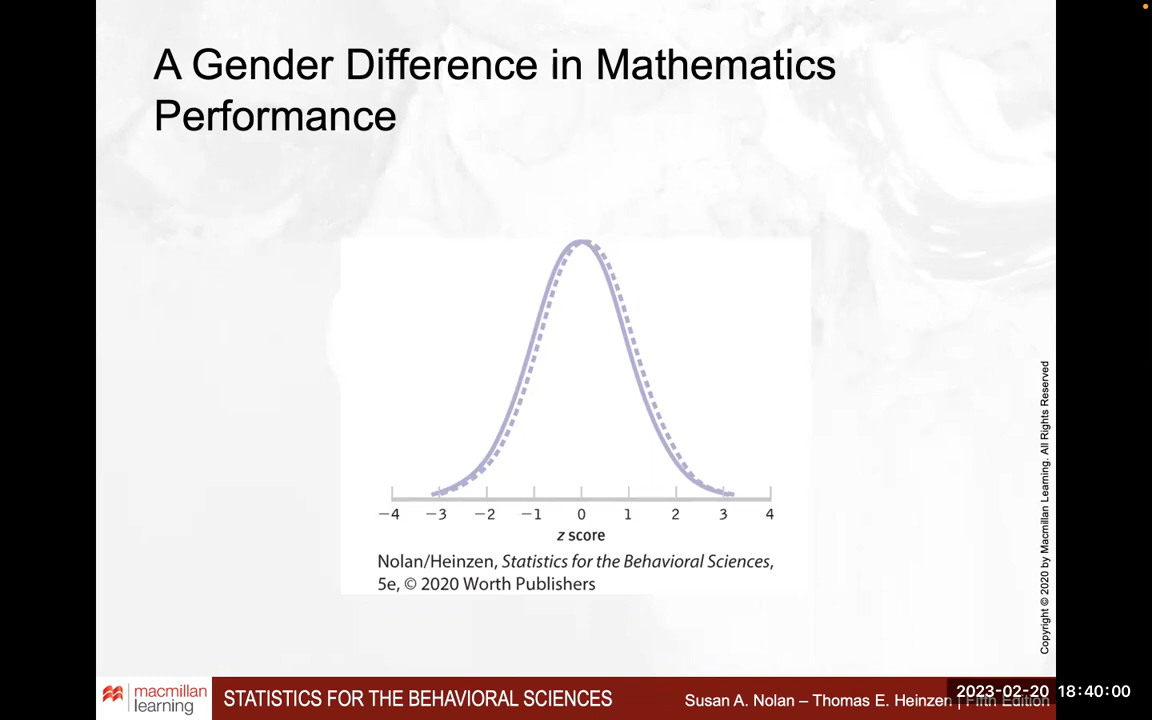 A Gender Difference in Mathematics
Performance
−4 −3 −2 −1 0 1 2 3 4
z score
Nolan/Heinzen, Statistics for the Behavioral Sciences,
5e, © 2020 Worth Publishers
Copyright © 2020 by Macmillan Learning. All Rights Reserved
macmillan
learning
STATISTICS FOR THE BEHAVIORAL SCIENCES
Susan A. Nolan – Thomas E. Heinzen | Fifth Edition
2023-02-20 18:40:00